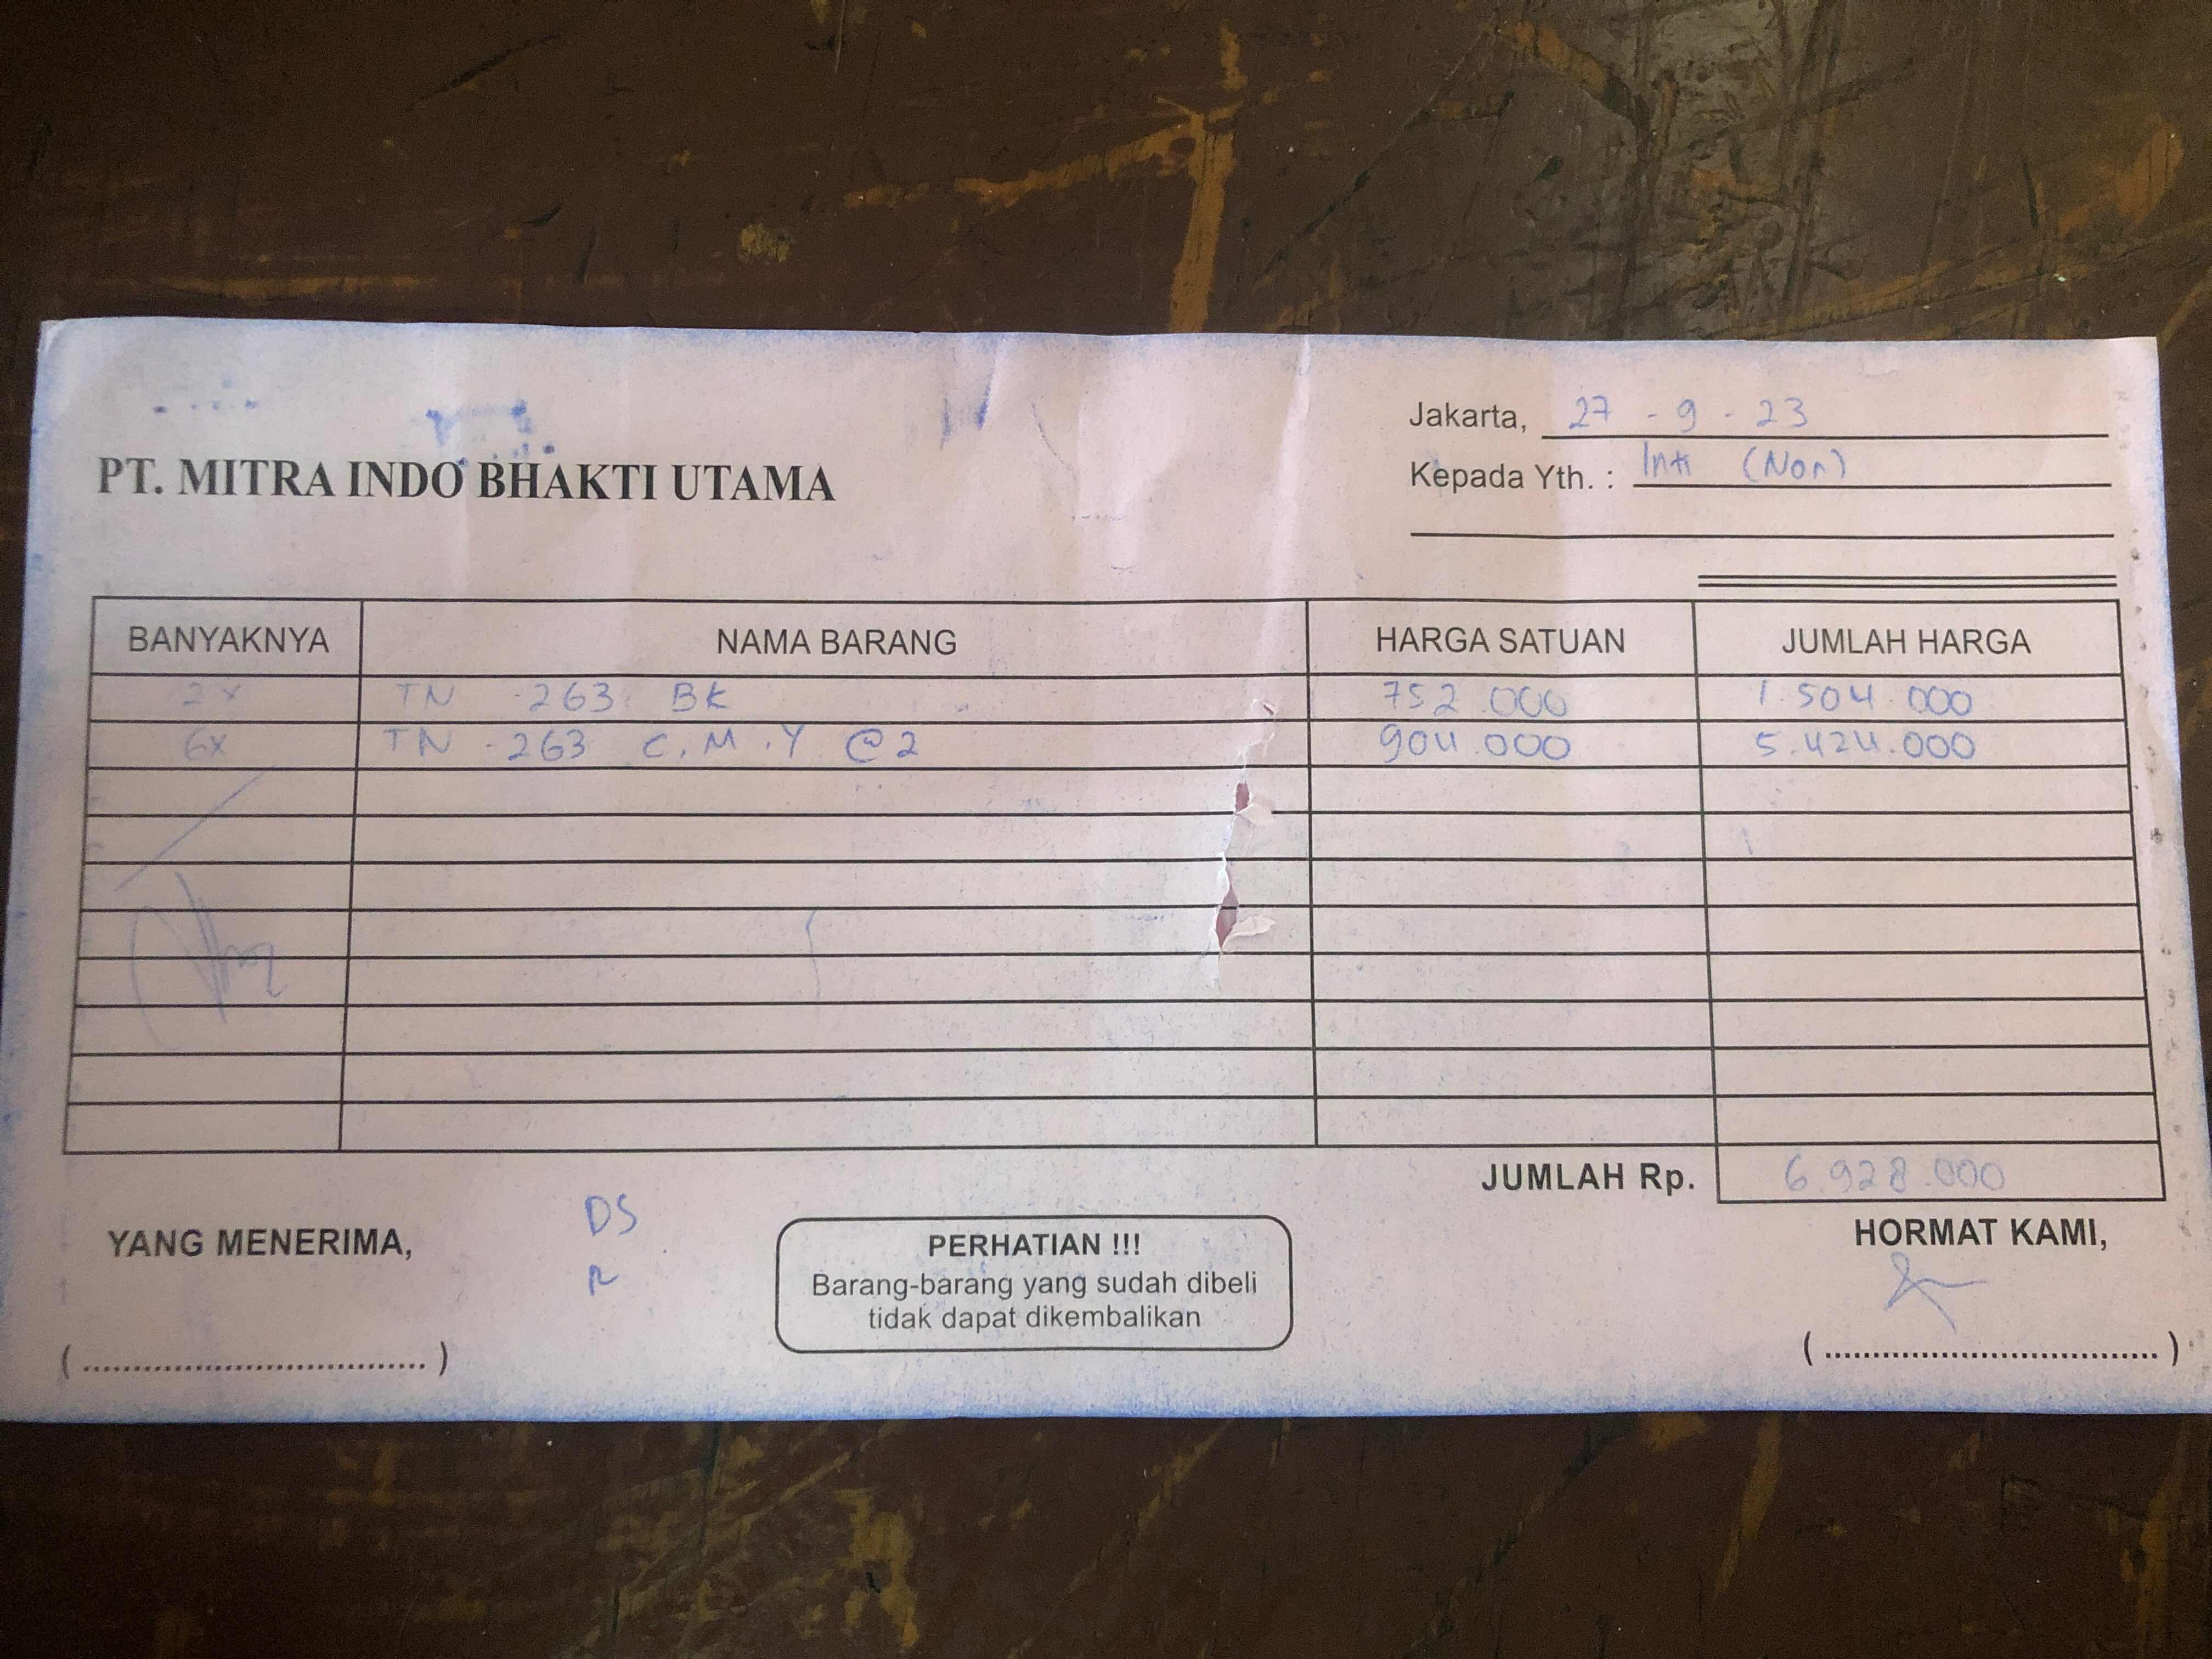 Jakarta, 27 - 9 - 23
PT. MITRA INDO BHAKTI UTAMA
Kepada Yth. : Inti (Nor)
BANYAKNYA NAMA BARANG HARGA SATUAN JUMLAH HARGA
2x TN -263 BK 752.000 1.504.000
6x TN -263 C.M.Y @2 904.000 5.424.000
JUMLAH Rp. 6.928.000
YANG MENERIMA, DS HORMAT KAMI,
PERHATIAN !!!
Barang-barang yang sudah dibeli
tidak dapat dikembalikan
(....................................) (....................................)